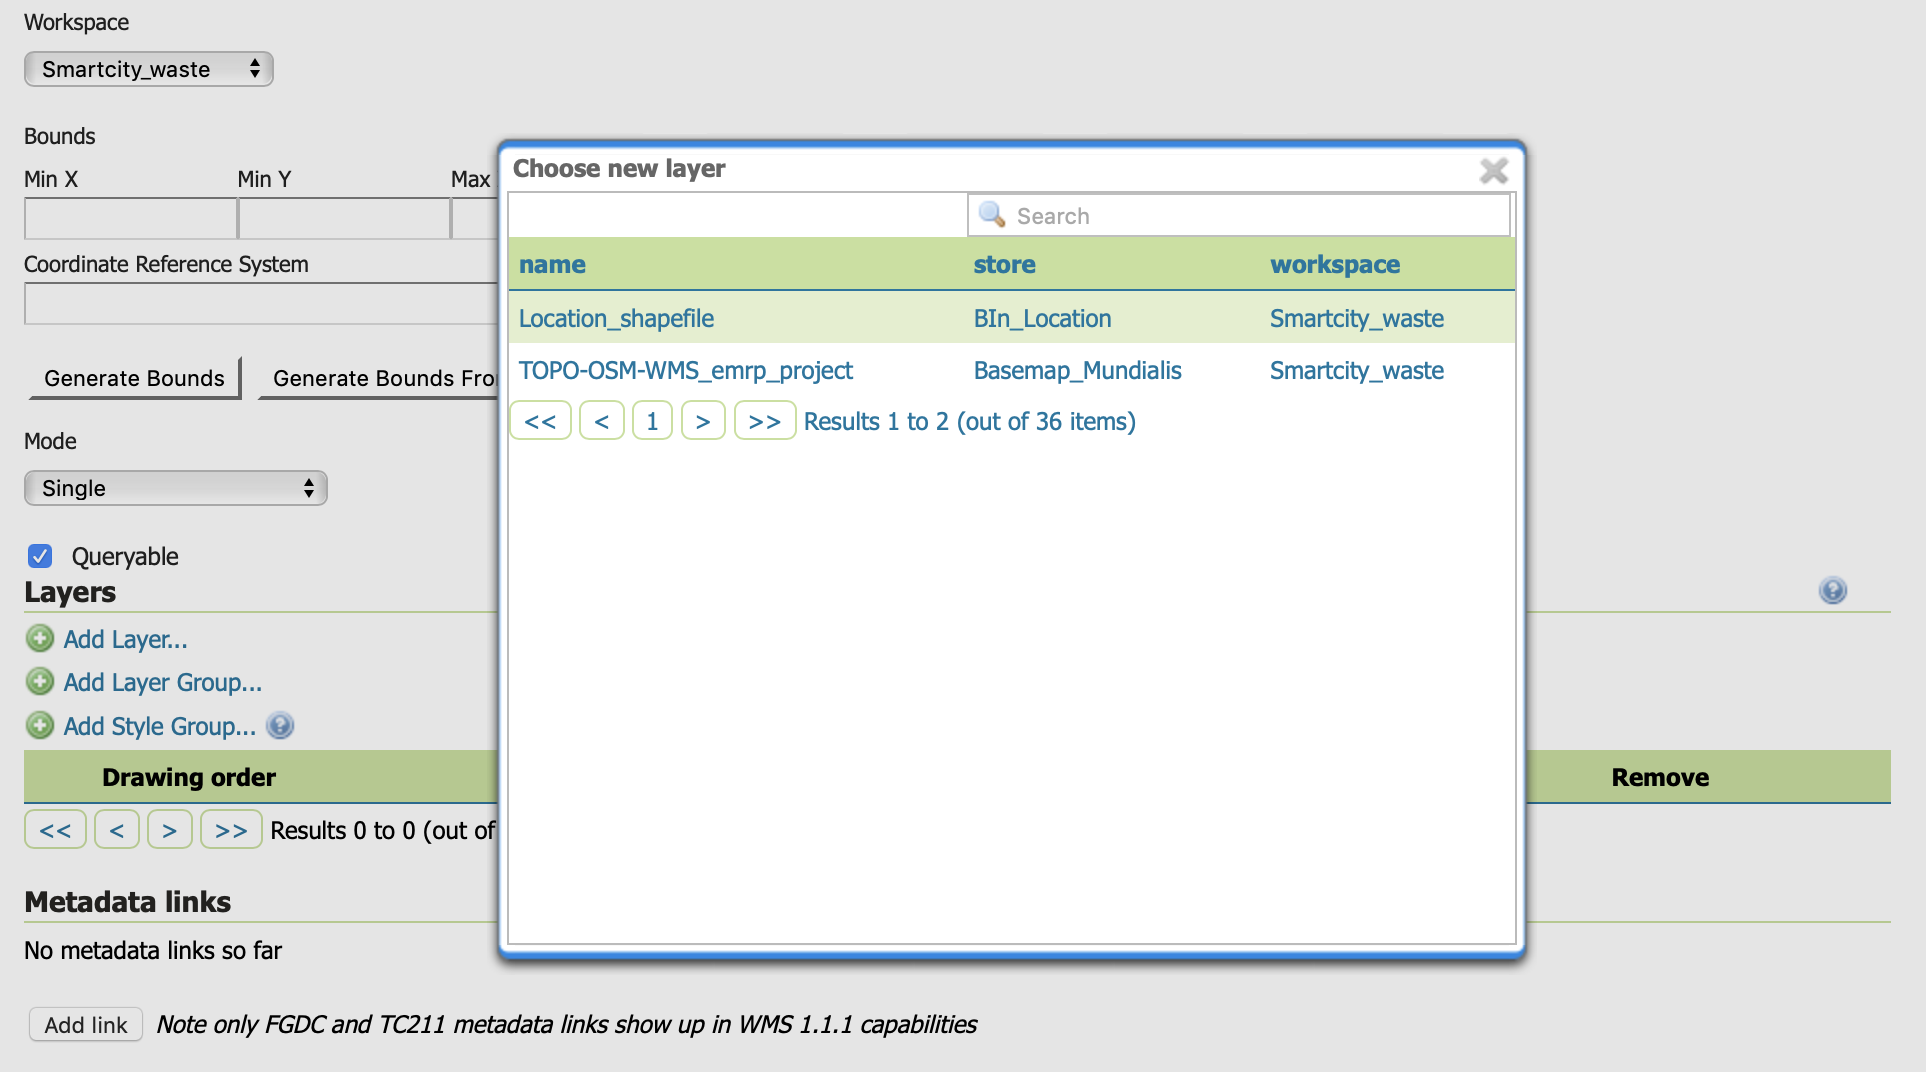 Workspace
Smartcity_waste
Bounds
Min X Min Y Max
Coordinate Reference System
Generate Bounds Generate Bounds Fro
Mode
Single
Queryable
Layers
Add Layer...
Add Layer Group...
Add Style Group...
Drawing order Remove
<< < > >> Results 0 to 0 (out of
Metadata links
No metadata links so far
Add link Note only FGDC and TC211 metadata links show up in WMS 1.1.1 capabilities
Choose new layer
Search
name store workspace
Location_shapefile BIn_Location Smartcity_waste
TOPO-OSM-WMS_emrp_project Basemap_Mundialis Smartcity_waste
<< < 1 > >> Results 1 to 2 (out of 36 items)